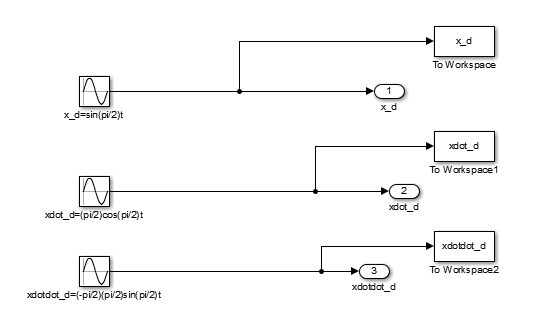 x_d
To Workspace
1
x_d
x_d=sin(pi/2)t
xdot_d
To Workspace1
2
xdot_d
xdot_d=(pi/2)cos(pi/2)t
xdotdot_d
To Workspace2
3
xdotdot_d
xdotdot_d=(-pi/2)(pi/2)sin(pi/2)t